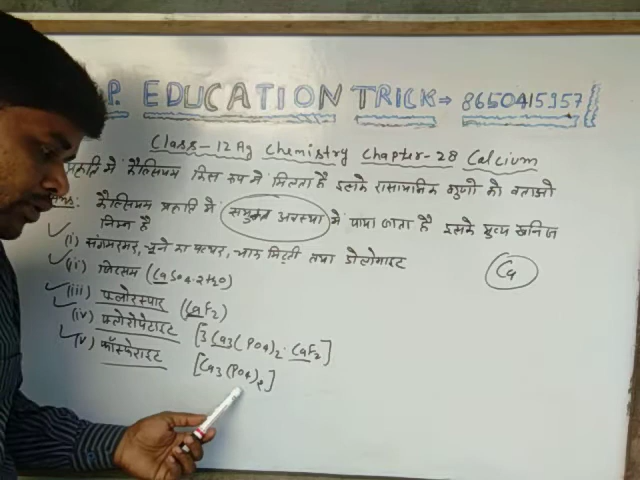 P. EDUCATION TRICK → 8650415957
Class-12 Ag Chemistry Chapter-28 Calcium
प्रकृति में कैल्सियम किस रूप में मिलता है इसके रासायनिक गुणों को बताओ
कैल्सियम प्रकृति में संयुक्त अवस्था में पाया जाता है इसके मुख्य खनिज
निम्न है
(i) संगमरमर, चूने का पत्थर, चाक मिट्टी तथा डोलोमाइट
Ca
(ii) जिप्सम (CaSO4.2H2O)
(iii) फ्लोरस्पार (CaF2)
(iv) फ्लोरोपेटाइट [3Ca3(PO4)2.CaF2]
(v) फॉस्फेराइट [Ca3(PO4)2]